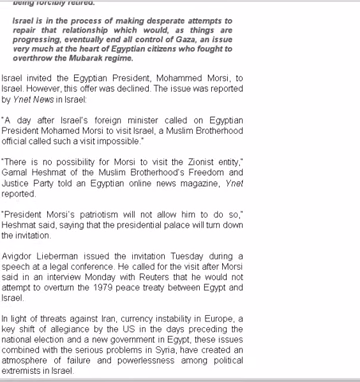 being forcibly retired.
Israel is in the process of making desperate attempts to
repair that relationship which would, as things are
progressing, eventually end all control of Gaza, an issue
very much at the heart of Egyptian citizens who fought to
overthrow the Mubarak regime.
Israel invited the Egyptian President, Mohammed Morsi, to
Israel. However, this offer was declined. The issue was reported
by Ynet News in Israel:
"A day after Israel's foreign minister called on Egyptian
President Mohamed Morsi to visit Israel, a Muslim Brotherhood
official called such a visit impossible."
"There is no possibility for Morsi to visit the Zionist entity,"
Gamal Heshmat of the Muslim Brotherhood's Freedom and
Justice Party told an Egyptian online news magazine, Ynet
reported.
"President Morsi's patriotism will not allow him to do so,"
Heshmat said, saying that the presidential palace will turn down
the invitation.
Avigdor Lieberman issued the invitation Tuesday during a
speech at a legal conference. He called for the visit after Morsi
said in an interview Monday with Reuters that he would not
attempt to overturn the 1979 peace treaty between Egypt and
Israel.
In light of threats against Iran, currency instability in Europe, a
key shift of allegiance by the US in the days preceding the
national election and a new government in Egypt, these issues
combined with the serious problems in Syria, have created an
atmosphere of failure and powerlessness among political
extremists in Israel.